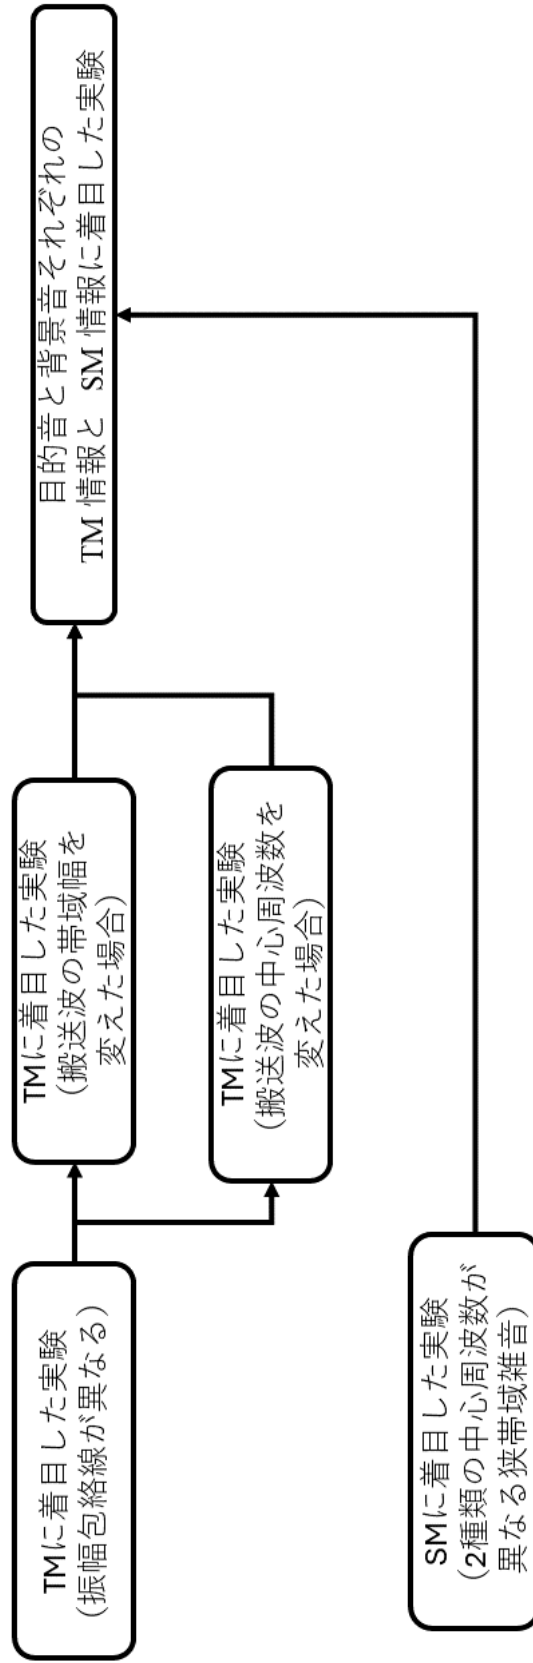 TMに着目した実験
(振幅包絡線が異なる)
TMに着目した実験
(搬送波の帯域幅を
変えた場合)
TMに着目した実験
(搬送波の中心周波数を
変えた場合)
目的音と背景音それぞれの
TM 情報と SM 情報に着目した実験
SMに着目した実験
(2種類の中心周波数が
異なる狭帯域雑音)